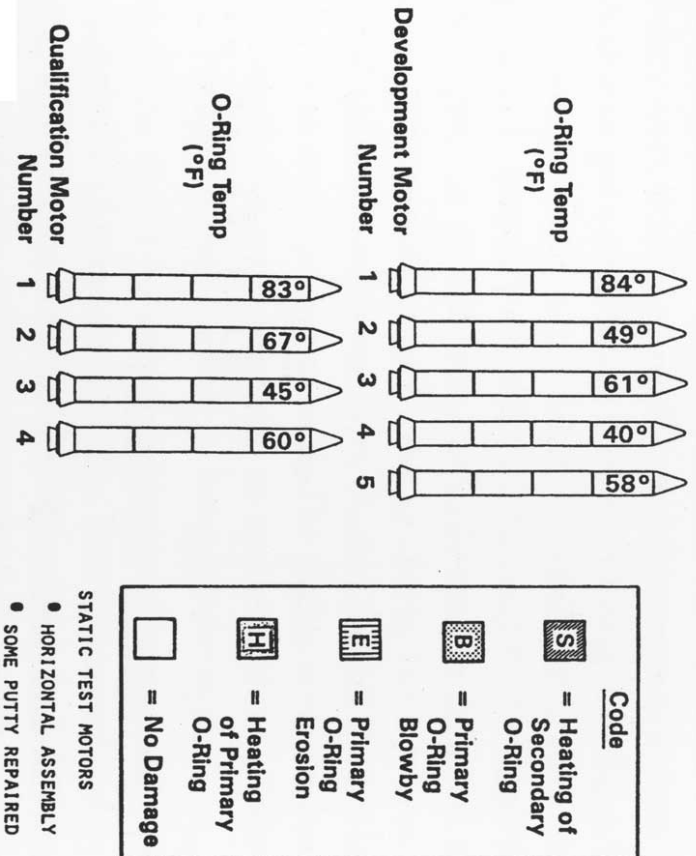 84° 49° 61° 40° 58°
O-Ring Temp
(°F)
Development Motor
Number 1 2 3 4 5
83° 67° 45° 60°
O-Ring Temp
(°F)
Qualification Motor
Number 1 2 3 4
Code
S = Heating of
Secondary
O-Ring
B = Primary
O-Ring
Blowby
E = Primary
O-Ring
Erosion
H = Heating
of Primary
O-Ring
= No Damage
STATIC TEST MOTORS
● HORIZONTAL ASSEMBLY
● SOME PUTTY REPAIRED